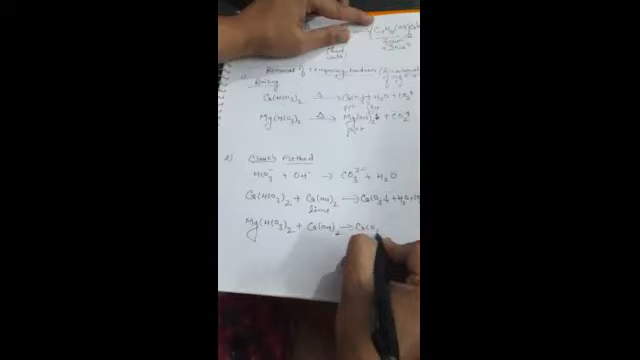 Removal of temporary hardness (Bicarbonate
1) Boiling
Ca(HCO₃)₂ →Δ CaCO₃↓ + H₂O + CO₂↑
Mg(HCO₃)₂ →Δ Mg(OH)₂↓ + CO₂↑
2) Clark's Method
HCO₃⁻ + OH⁻ → CO₃²⁻ + H₂O
Ca(HCO₃)₂ + Ca(OH)₂ → CaCO₃↓ + H₂O +
lime
Mg(HCO₃)₂ + Ca(OH)₂ → CaCO